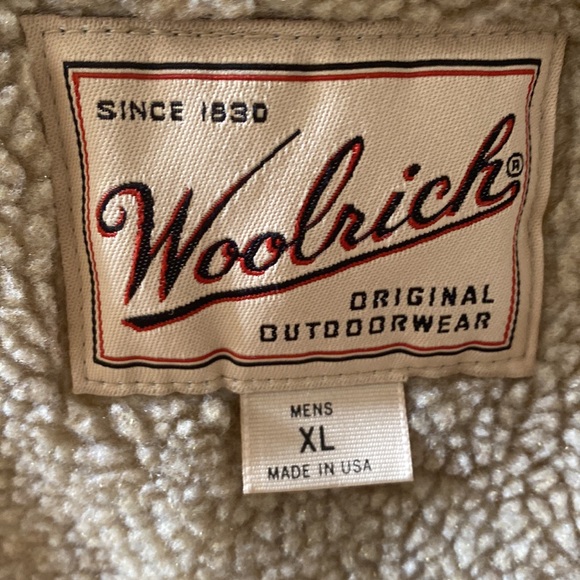 SINCE 1830
Woolrich®
ORIGINAL
OUTDOORWEAR
MENS
XL
MADE IN USA